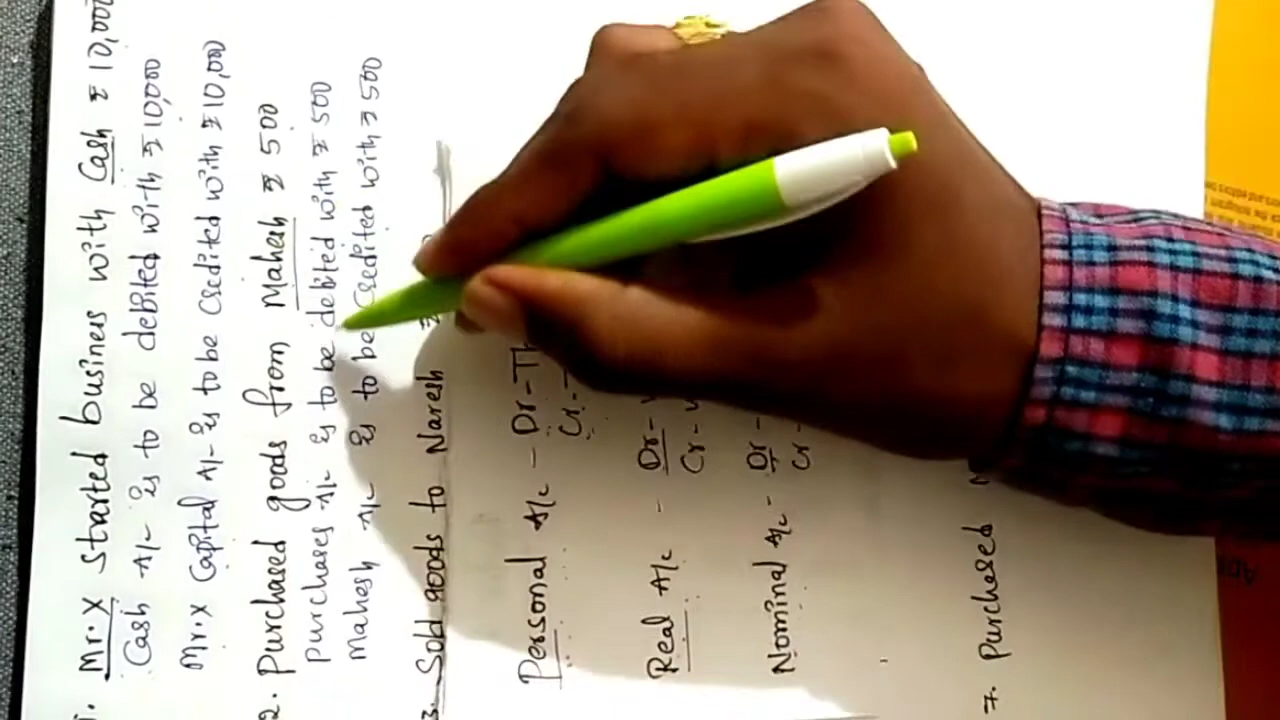 1. Mr. X started business with Cash ₹ 10,000
Cash A/c is to be debited with ₹ 10,000
Mr. X Capital A/c is to be Credited with ₹ 10,000
2. Purchased goods from Mahesh ₹ 500
purchases A/c is to be debited with ₹ 500
Mahesh A/c is to be Credited with ₹ 500
3. Sold goods to Naresh
Personal A/c - Dr -
Cr -
Real A/c - Dr -
Cr -
Nominal A/c - Dr -
Cr -
7. Purchased